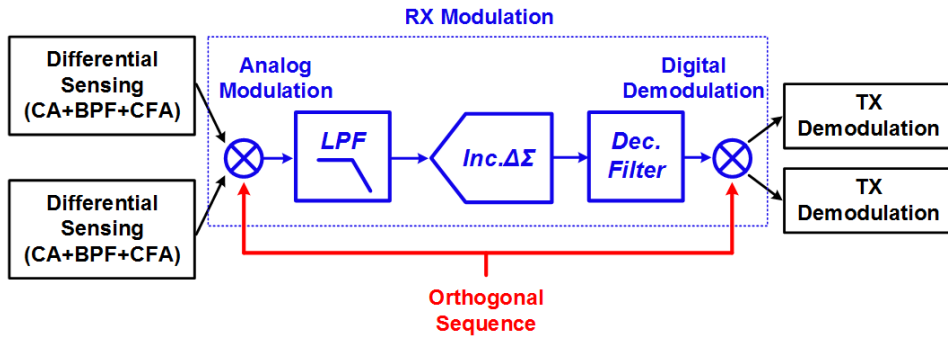 RX Modulation
Differential
Sensing
(CA+BPF+CFA)
Differential
Sensing
(CA+BPF+CFA)
Analog
Modulation
LPF
Inc.ΔΣ
Dec.
Filter
Digital
Demodulation
TX
Demodulation
TX
Demodulation
Orthogonal
Sequence